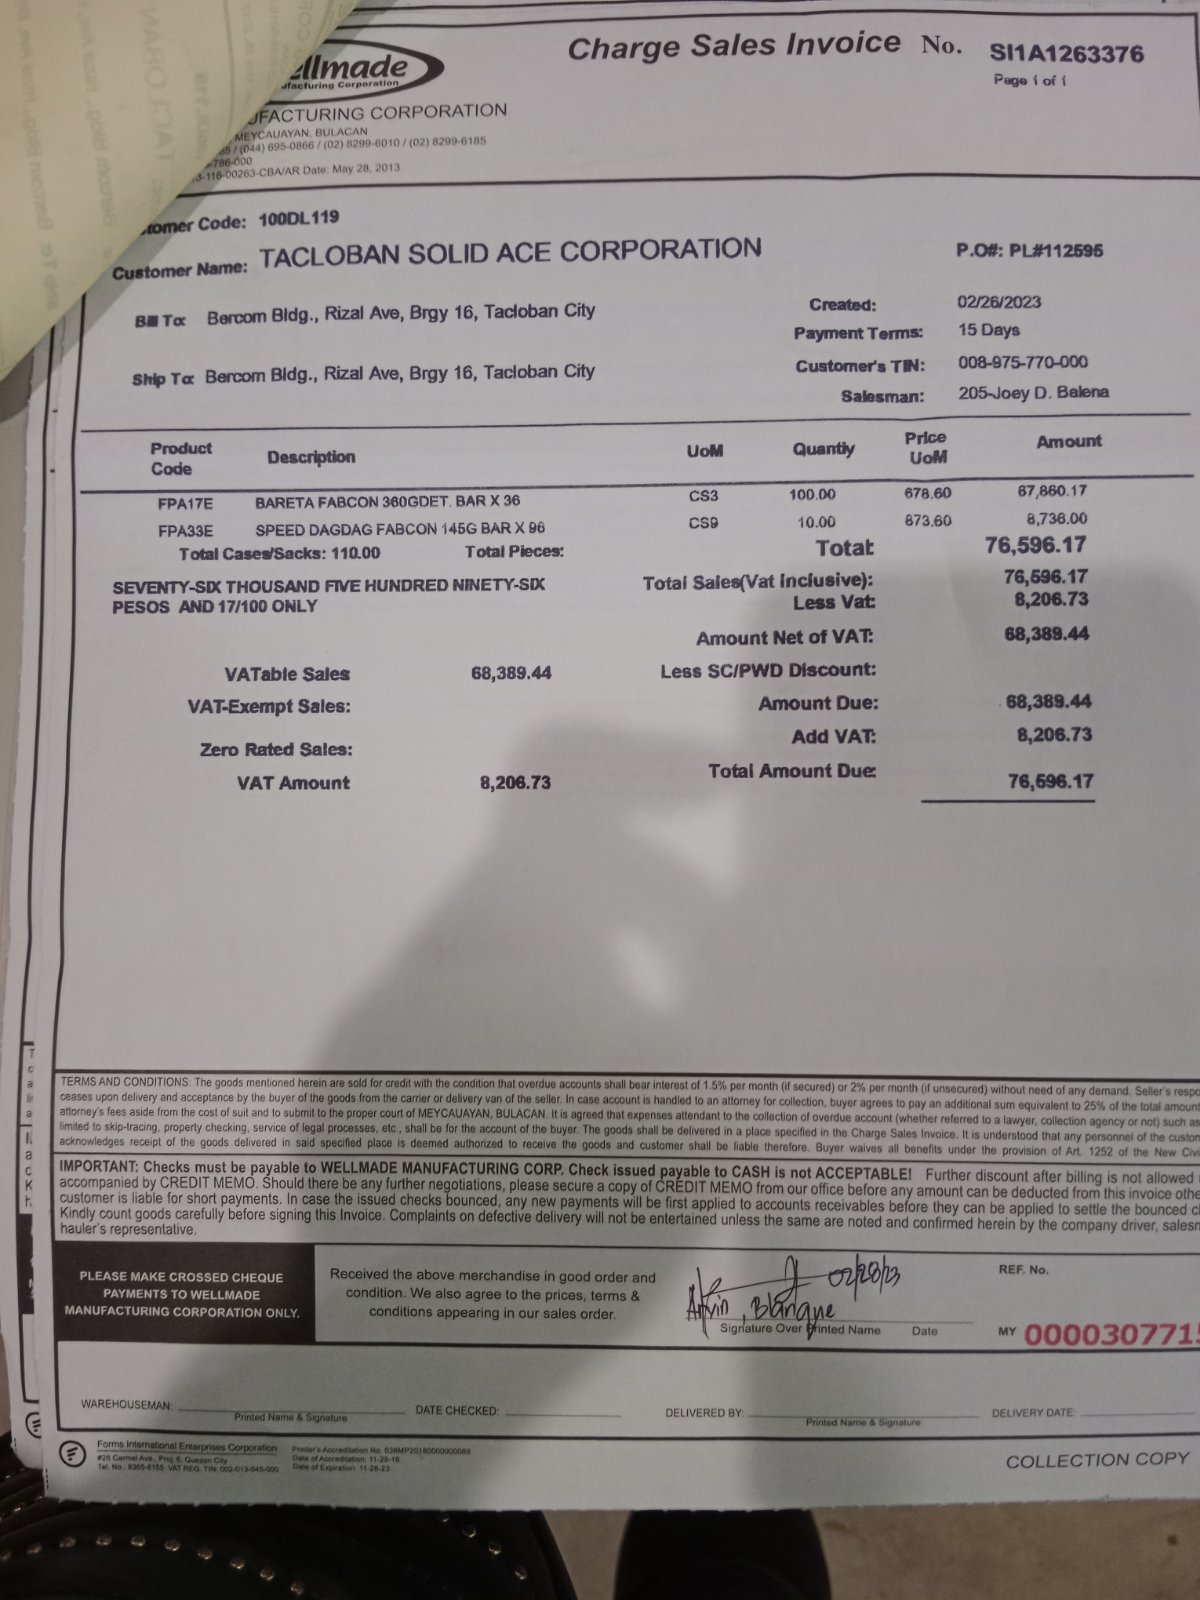 Charge Sales Invoice No. SI1A1263376
Page 1 of 1
ellmade
afacturing Corporation
UFACTURING CORPORATION
MEYCAUAYAN, BULACAN
/ (044) 695-0866 / (02) 8299-6010 / (02) 8299-6185
-786-000
3-116-00263-CBA/AR Date: May 28, 2013
tomer Code: 100DL119
Customer Name: TACLOBAN SOLID ACE CORPORATION
P.O#: PL#112595
Bill To: Bercom Bldg., Rizal Ave, Brgy 16, Tacloban City
Created: 02/26/2023
Payment Terms: 15 Days
Ship To: Bercom Bldg., Rizal Ave, Brgy 16, Tacloban City
Customer's TIN: 008-975-770-000
Salesman: 205-Joey D. Balena
Product Code Description UoM Quantiy Price UoM Amount
FPA17E BARETA FABCON 360GDET. BAR X 36 CS3 100.00 678.60 67,860.17
FPA33E SPEED DAGDAG FABCON 145G BAR X 96 CS9 10.00 873.60 8,736.00
Total Cases/Sacks: 110.00 Total Pieces: Total: 76,596.17
SEVENTY-SIX THOUSAND FIVE HUNDRED NINETY-SIX
PESOS AND 17/100 ONLY
Total Sales(Vat Inclusive): 76,596.17
Less Vat: 8,206.73
Amount Net of VAT: 68,389.44
VATable Sales 68,389.44
Less SC/PWD Discount:
VAT-Exempt Sales:
Amount Due: 68,389.44
Zero Rated Sales:
Add VAT: 8,206.73
VAT Amount 8,206.73
Total Amount Due: 76,596.17
TERMS AND CONDITIONS: The goods mentioned herein are sold for credit with the condition that overdue accounts shall bear interest of 1.5% per month (if secured) or 2% per month (if unsecured) without need of any demand. Seller's resp
ceases upon delivery and acceptance by the buyer of the goods from the carrier or delivery van of the seller. In case account is handled to an attorney for collection, buyer agrees to pay an additional sum equivalent to 25% of the total amoun
attorney's fees aside from the cost of suit and to submit to the proper court of MEYCAUAYAN, BULACAN. It is agreed that expenses attendant to the collection of overdue account (whether referred to a lawyer, collection agency or not) such as
limited to skip-tracing, property checking, service of legal processes, etc., shall be for the account of the buyer. The goods shall be delivered in a place specified in the Charge Sales Invoice. It is understood that any personnel of the custom
acknowledges receipt of the goods delivered in said specified place is deemed authorized to receive the goods and customer shall be liable therefore. Buyer waives all benefits under the provision of Art. 1252 of the New Civi
IMPORTANT: Checks must be payable to WELLMADE MANUFACTURING CORP. Check issued payable to CASH is not ACCEPTABLE! Further discount after billing is not allowed
accompanied by CREDIT MEMO. Should there be any further negotiations, please secure a copy of CREDIT MEMO from our office before any amount can be deducted from this invoice othe
customer is liable for short payments. In case the issued checks bounced, any new payments will be first applied to accounts receivables before they can be applied to settle the bounced c
Kindly count goods carefully before signing this Invoice. Complaints on defective delivery will not be entertained unless the same are noted and confirmed herein by the company driver, salesm
hauler's representative.
PLEASE MAKE CROSSED CHEQUE
PAYMENTS TO WELLMADE
MANUFACTURING CORPORATION ONLY.
Received the above merchandise in good order and
condition. We also agree to the prices, terms &
conditions appearing in our sales order.
02/28/23
Arvin Blanque
Signature Over Printed Name Date
REF. No.
MY 0000307715
WAREHOUSEMAN:
Printed Name & Signature
DATE CHECKED:
DELIVERED BY:
Printed Name & Signature
DELIVERY DATE:
Forms International Enterprises Corporation
#26 Carmel Ave., Proj. 6, Quezon City
Tel. No.: 8365-8155 VAT REG. TIN: 002-013-045-000
Printer's Accreditation No. 038MP20180000000088
Date of Accreditation: 11-29-18
Date of Expiration: 11-28-23
COLLECTION COPY